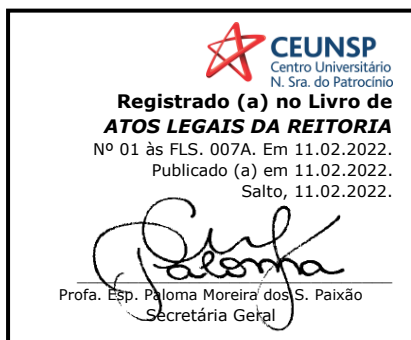 CEUNSP
Centro Universitário
N. Sra. do Patrocínio
Registrado (a) no Livro de
ATOS LEGAIS DA REITORIA
Nº 01 às FLS. 007A. Em 11.02.2022.
Publicado (a) em 11.02.2022.
Salto, 11.02.2022.
Paloma
Profa. Esp. Paloma Moreira dos S. Paixão
Secretária Geral